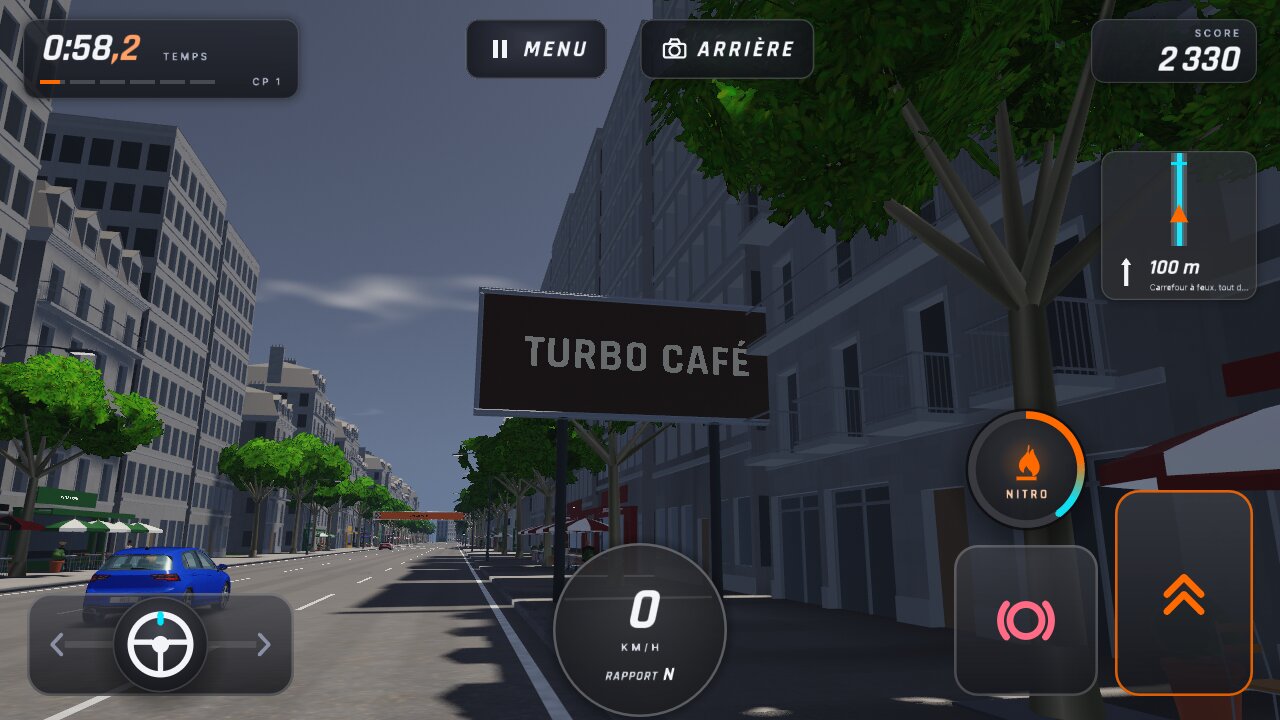 0:58,2 TEMPS
CP 1
MENU
ARRIÈRE
SCORE
2 330
100 m
Carrefour à feux, tout d...
TURBO CAFÉ
NITRO
0
KM/H
RAPPORT N